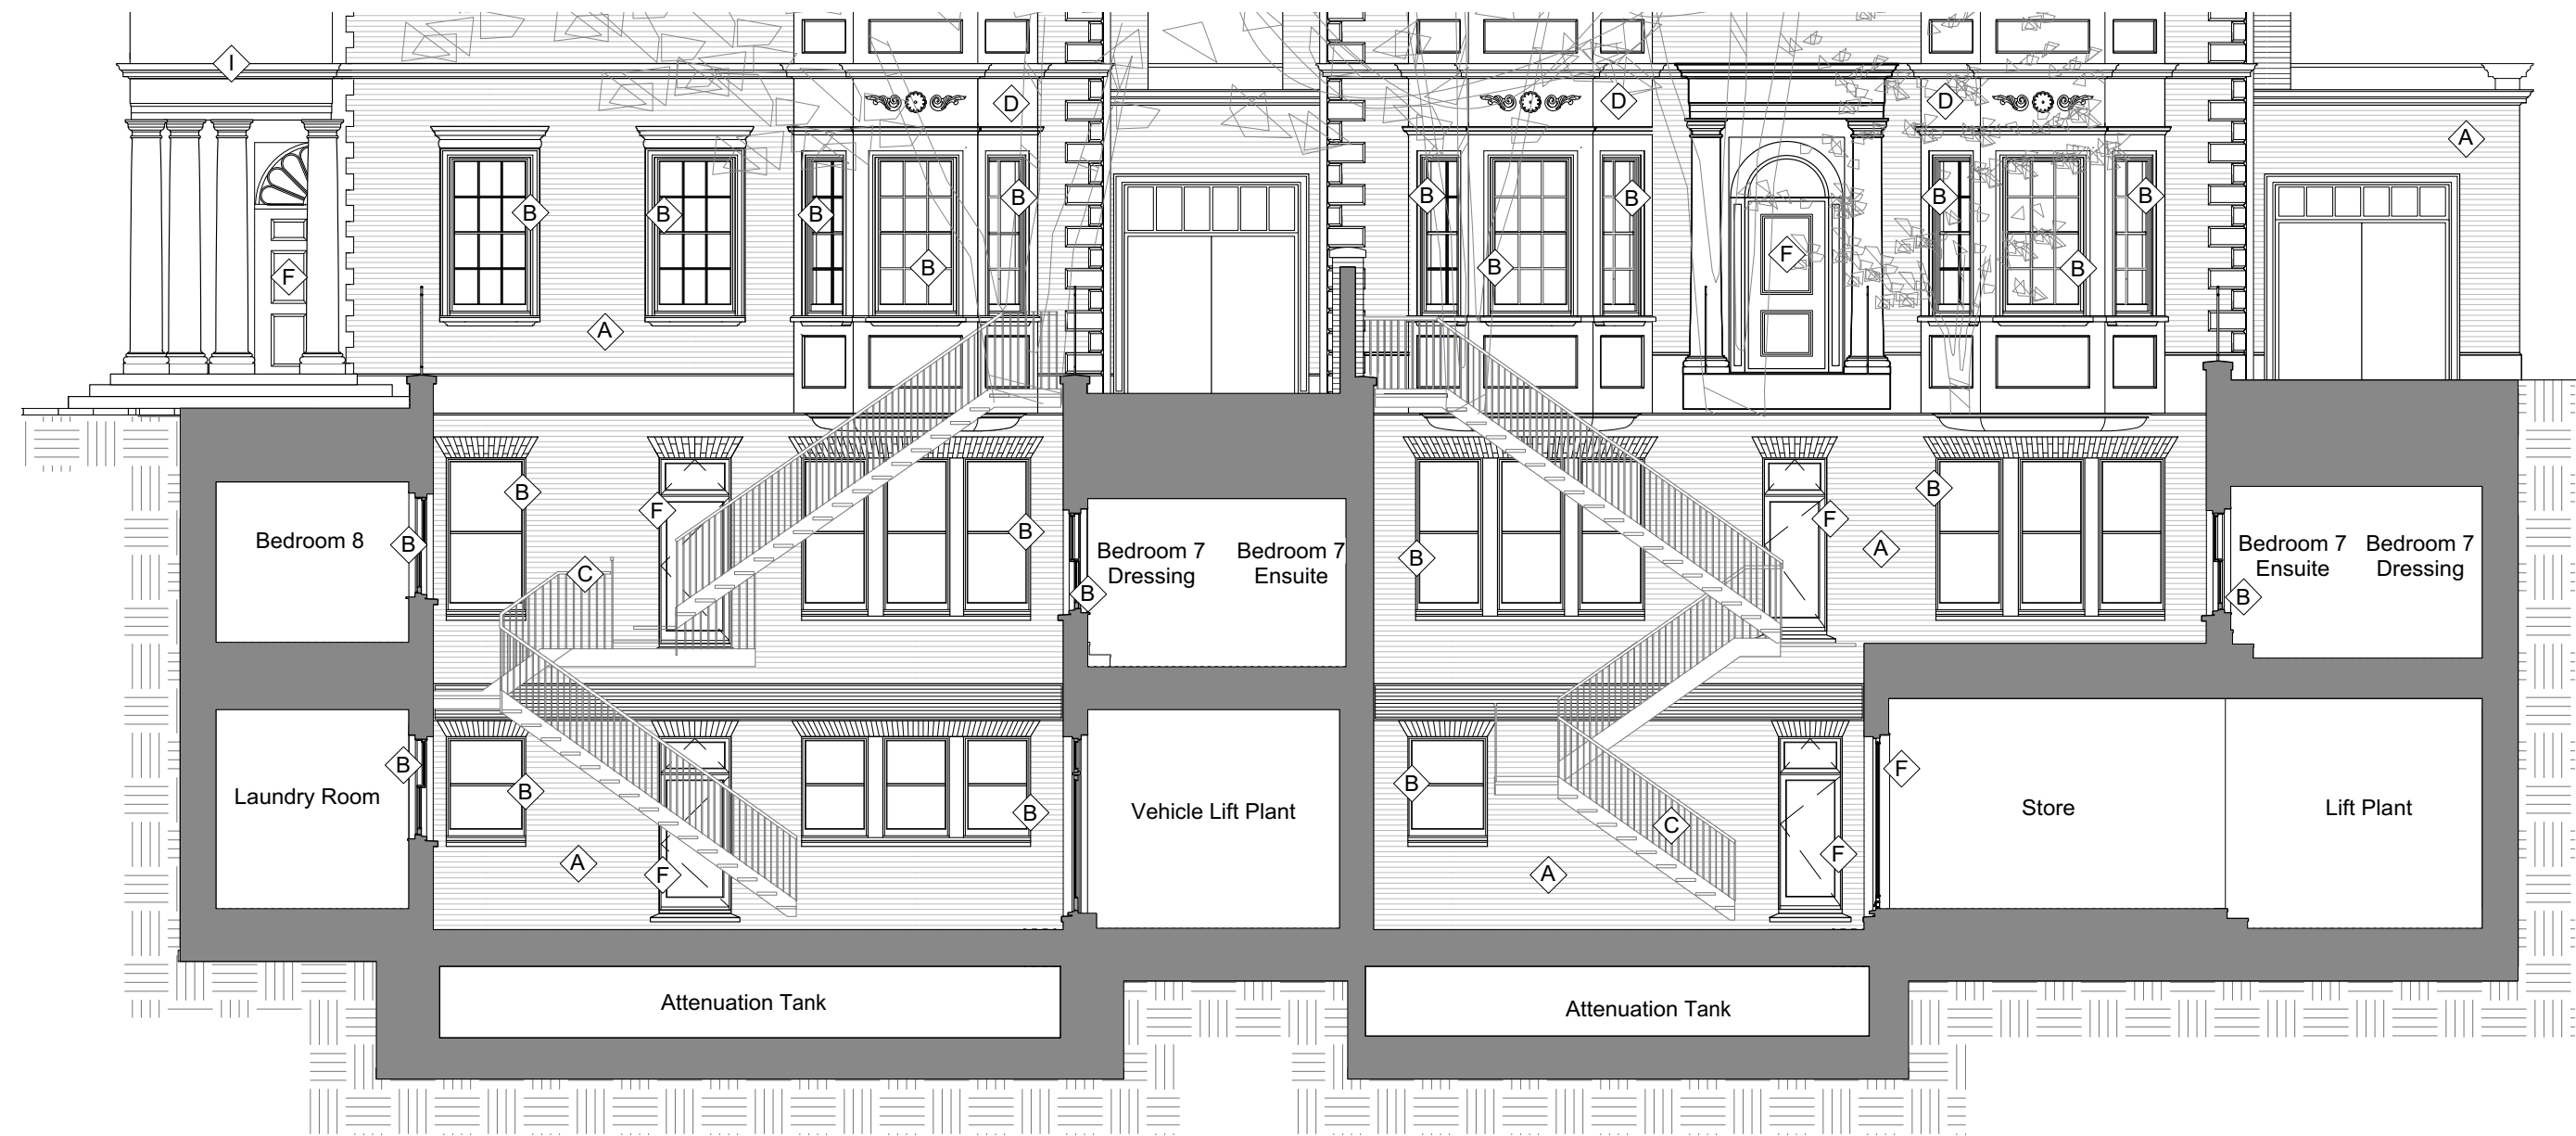 I
D
D
D
A
B
B
B
B
B
B
B
B
B
B
B
B
F
F
A
B
B
B
B
B
F
F
A
Bedroom 8
B
C
B
Bedroom 7
Dressing
Bedroom 7
Ensuite
Bedroom 7
Ensuite
Bedroom 7
Dressing
B
B
B
F
B
B
B
A
F
C
A
F
F
Laundry Room
Vehicle Lift Plant
Store
Lift Plant
A
Attenuation Tank
Attenuation Tank